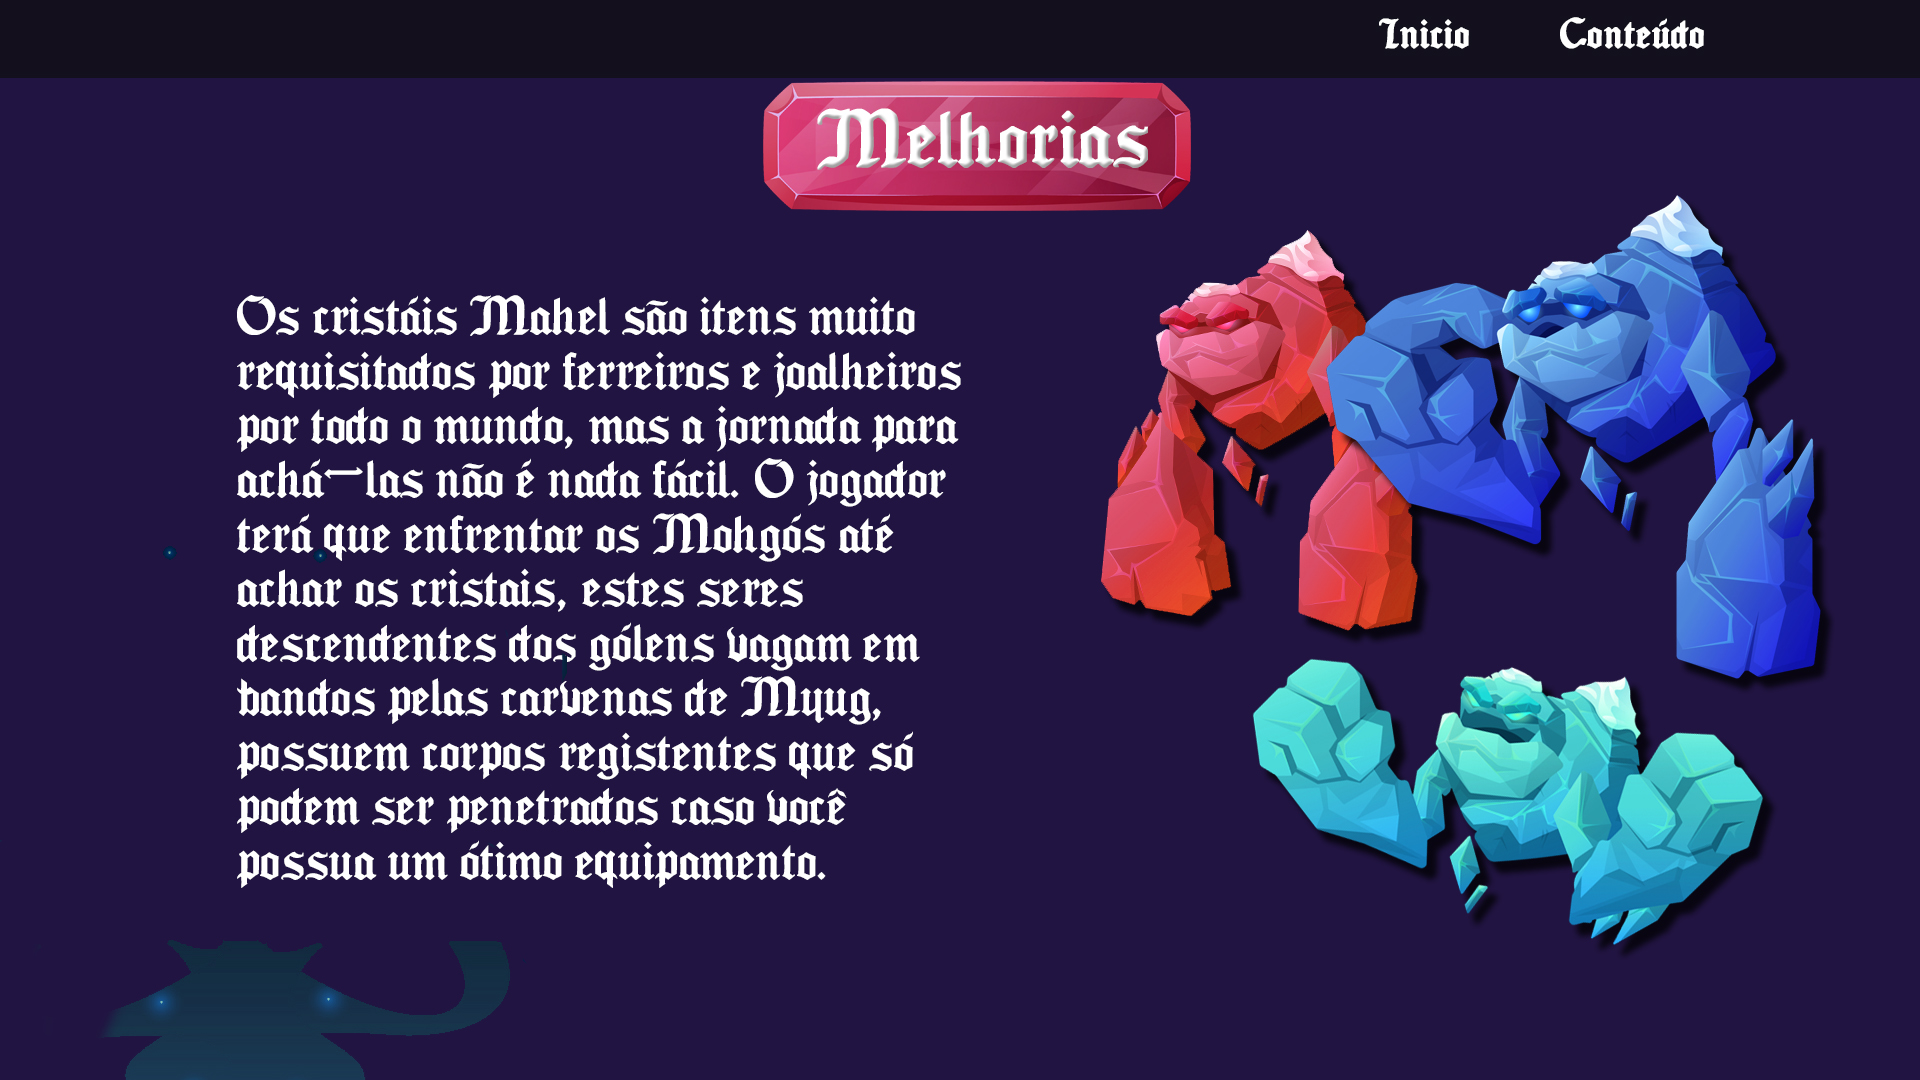 Inicio Conteúdo
Melhorias
Os cristáis Mahel são itens muito
requisitados por ferreiros e joalheiros
por todo o mundo, mas a jornada para
achá-las não é nada fácil. O jogador
terá que enfrentar os Mohgós até
achar os cristais, estes seres
descendentes dos gólens vagam em
bandos pelas carvenas de Myug,
possuem corpos registentes que só
podem ser penetrados caso você
possua um ótimo equipamento.